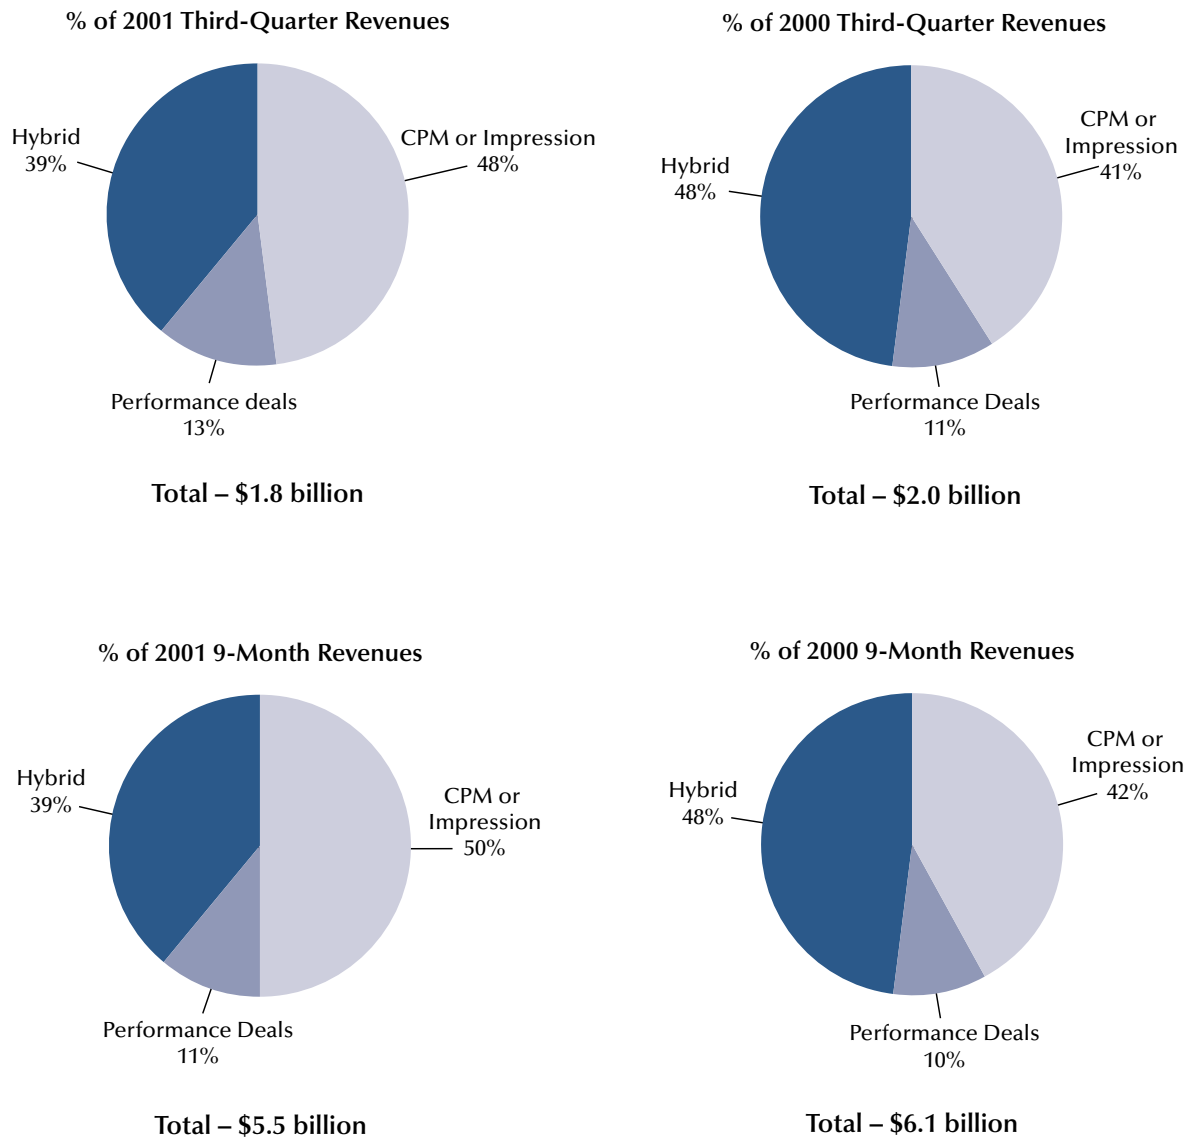 % of 2001 Third-Quarter Revenues
Hybrid
39%
CPM or Impression
48%
Performance deals
13%
Total – $1.8 billion
% of 2000 Third-Quarter Revenues
CPM or
Impression
41%
Hybrid
48%
Performance Deals
11%
Total – $2.0 billion
% of 2001 9-Month Revenues
Hybrid
39%
CPM or
Impression
50%
Performance Deals
11%
Total – $5.5 billion
% of 2000 9-Month Revenues
CPM or
Impression
42%
Hybrid
48%
Performance Deals
10%
Total – $6.1 billion